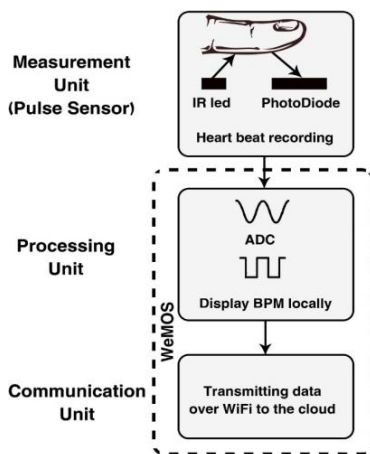 Measurement
Unit
(Pulse Sensor)
IR led
PhotoDiode
Heart beat recording
Processing
Unit
ADC
Display BPM locally
WeMOS
Communication
Unit
Transmitting data
over WiFi to the cloud